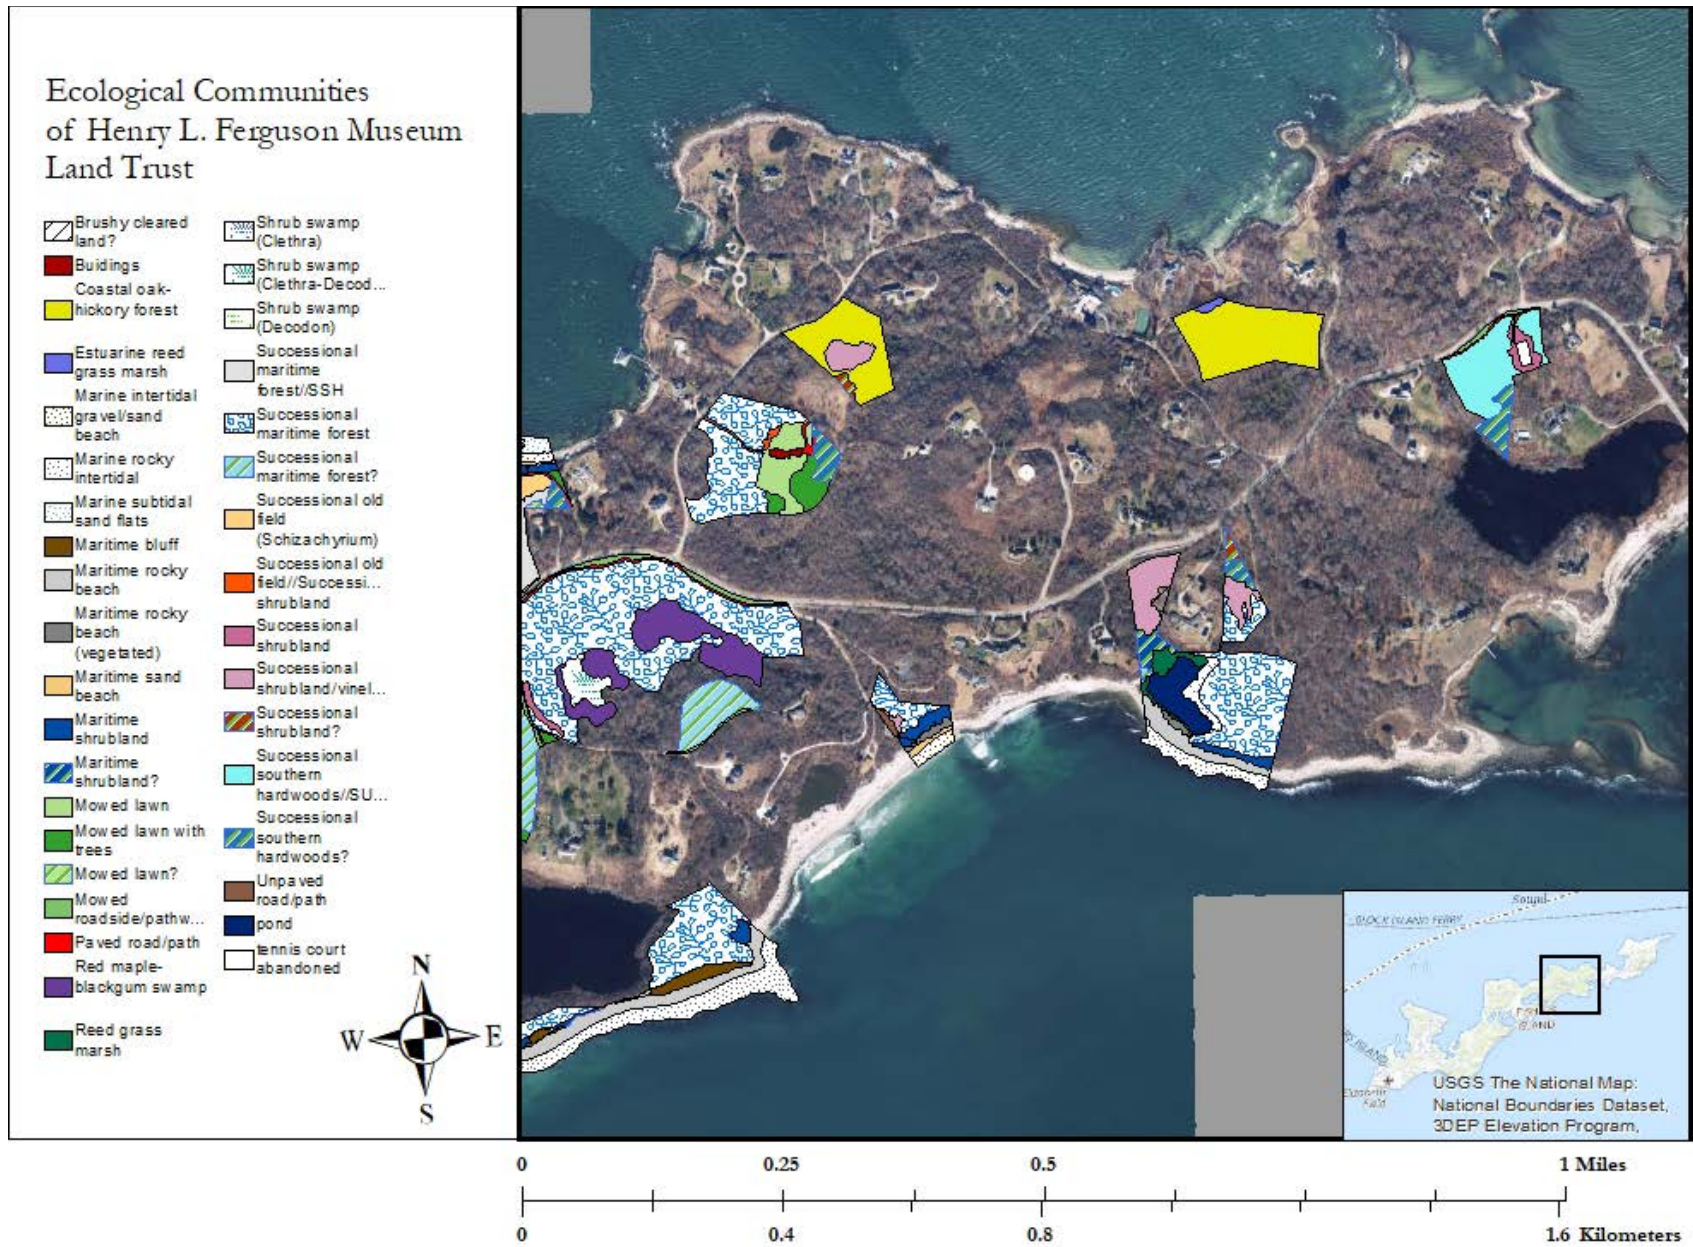 Ecological Communities
of Henry L. Ferguson Museum
Land Trust
Brushy cleared
land?
Buidings
Coastal oak-
hickory forest
Estuarine reed
grass marsh
Marine intertidal
gravel/sand
beach
Marine rocky
intertidal
Marine subtidal
sand flats
Maritime bluff
Maritime rocky
beach
Maritime rocky
beach
(vegetated)
Maritime sand
beach
Maritime
shrubland
Maritime
shrubland?
Mowed lawn
Mowed lawn with
trees
Mowed lawn?
Mowed
roadside/pathw...
Paved road/path
Red maple-
blackgum swamp
Reed grass
marsh
Shrub swamp
(Clethra)
Shrub swamp
(Clethra-Decod...
Shrub swamp
(Decodon)
Successional
maritime
forest//SSH
Successional
maritime forest
Successional
maritime forest?
Successional old
field
(Schizachyrium)
Successional old
field//Successi...
shrubland
Successional
shrubland
Successional
shrubland/vinel...
Successional
shrubland?
Successional
southern
hardwoods//SU...
Successional
southern
hardwoods?
Unpaved
road/path
pond
tennis court
abandoned
N
W E
S
Sound
BLOCK ISLAND FERRY
ISLAND
USGS The National Map:
National Boundaries Dataset,
3DEP Elevation Program,
0 0.25 0.5 1 Miles
0 0.4 0.8 1.6 Kilometers